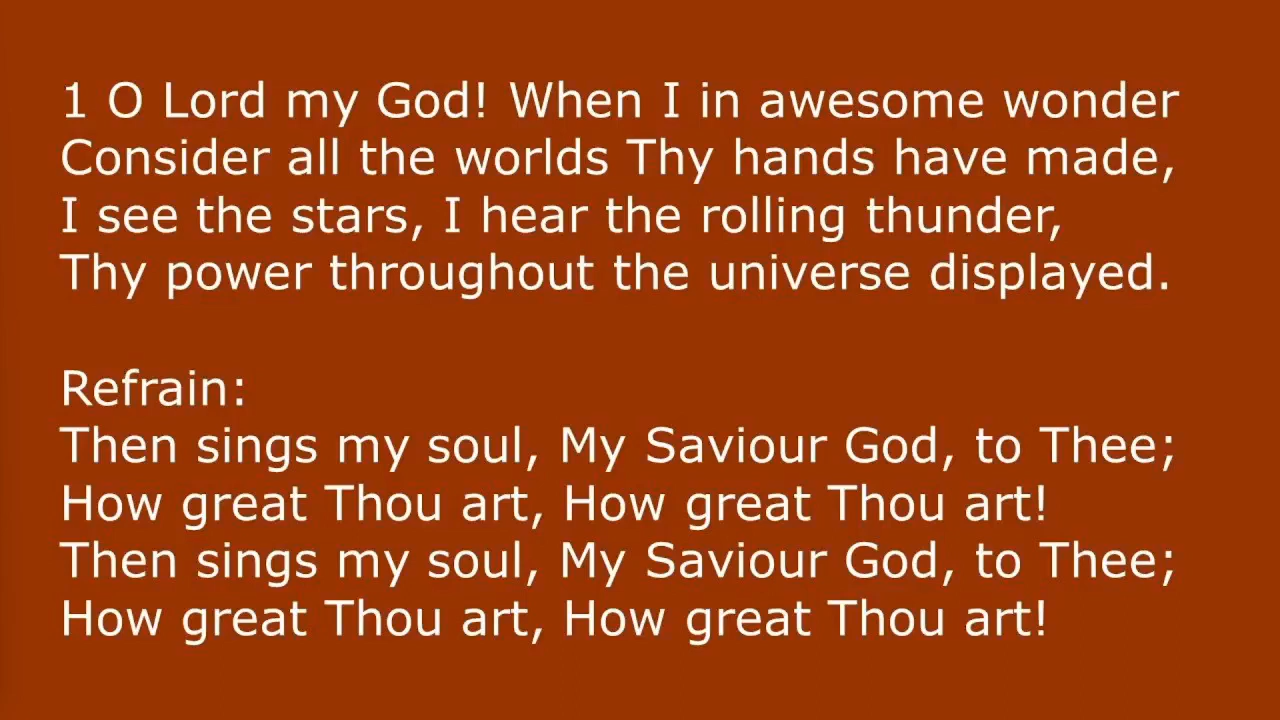 1 O Lord my God! When I in awesome wonder
Consider all the worlds Thy hands have made,
I see the stars, I hear the rolling thunder,
Thy power throughout the universe displayed.
Refrain:
Then sings my soul, My Saviour God, to Thee;
How great Thou art, How great Thou art!
Then sings my soul, My Saviour God, to Thee;
How great Thou art, How great Thou art!